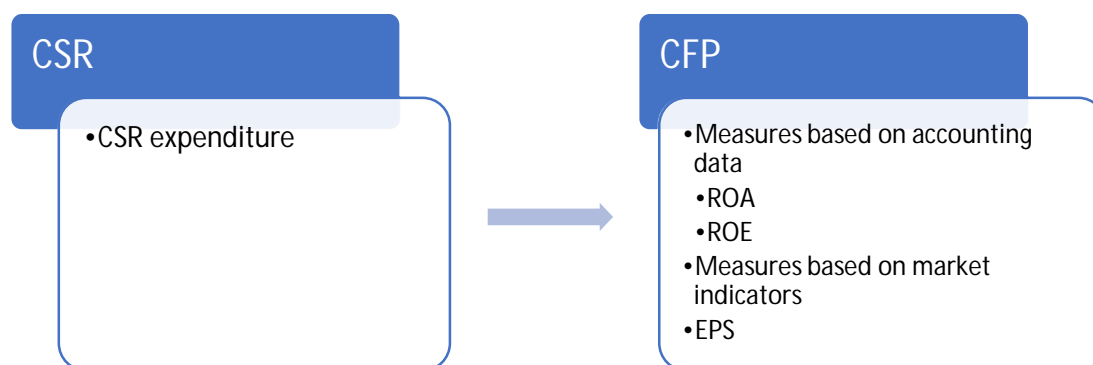 CSR
•CSR expenditure
CFP
•Measures based on accounting
data
•ROA
•ROE
•Measures based on market
indicators
•EPS